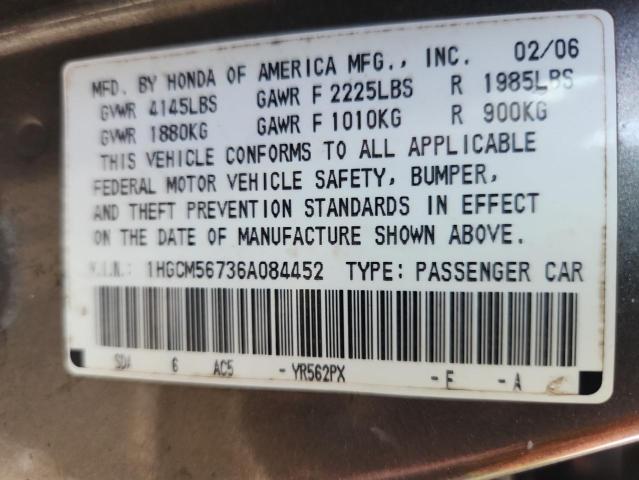 MFD. BY HONDA OF AMERICA MFG., INC. 02/06
GVWR 4145LBS GAWR F 2225LBS R 1985LBS
GVWR 1880KG GAWR F 1010KG R 900KG
THIS VEHICLE CONFORMS TO ALL APPLICABLE
FEDERAL MOTOR VEHICLE SAFETY, BUMPER,
AND THEFT PREVENTION STANDARDS IN EFFECT
ON THE DATE OF MANUFACTURE SHOWN ABOVE.
V.I.N.: 1HGCM56736A084452 TYPE: PASSENGER CAR
SDA 6 AC5 - YR562PX - F - A